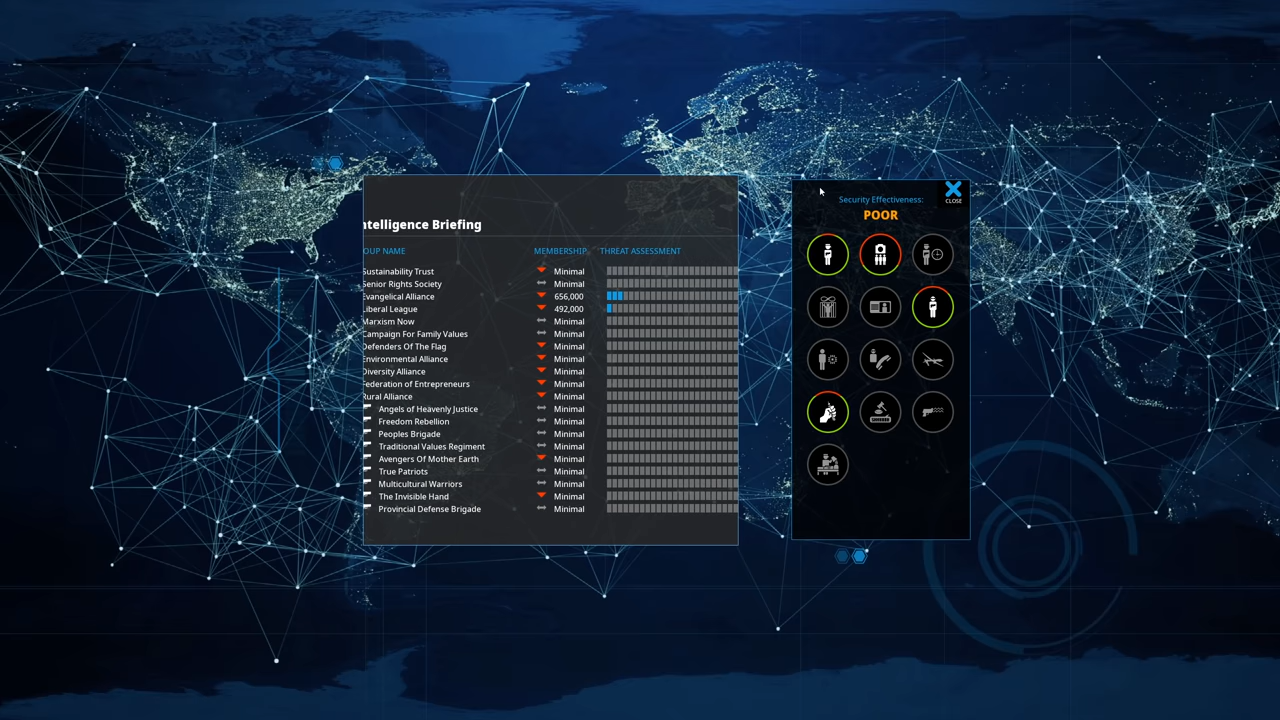 Security Effectiveness:
CLOSE
POOR
ntelligence Briefing
OUP NAME MEMBERSHIP THREAT ASSESSMENT
Sustainability Trust Minimal
Senior Rights Society Minimal
Evangelical Alliance 656,000
Liberal League 492,000
Marxism Now Minimal
Campaign For Family Values Minimal
Defenders Of The Flag Minimal
Environmental Alliance Minimal
Diversity Alliance Minimal
Federation of Entrepreneurs Minimal
Rural Alliance Minimal
Angels of Heavenly Justice Minimal
Freedom Rebellion Minimal
Peoples Brigade Minimal
Traditional Values Regiment Minimal
Avengers Of Mother Earth Minimal
True Patriots Minimal
Multicultural Warriors Minimal
The Invisible Hand Minimal
Provincial Defense Brigade Minimal